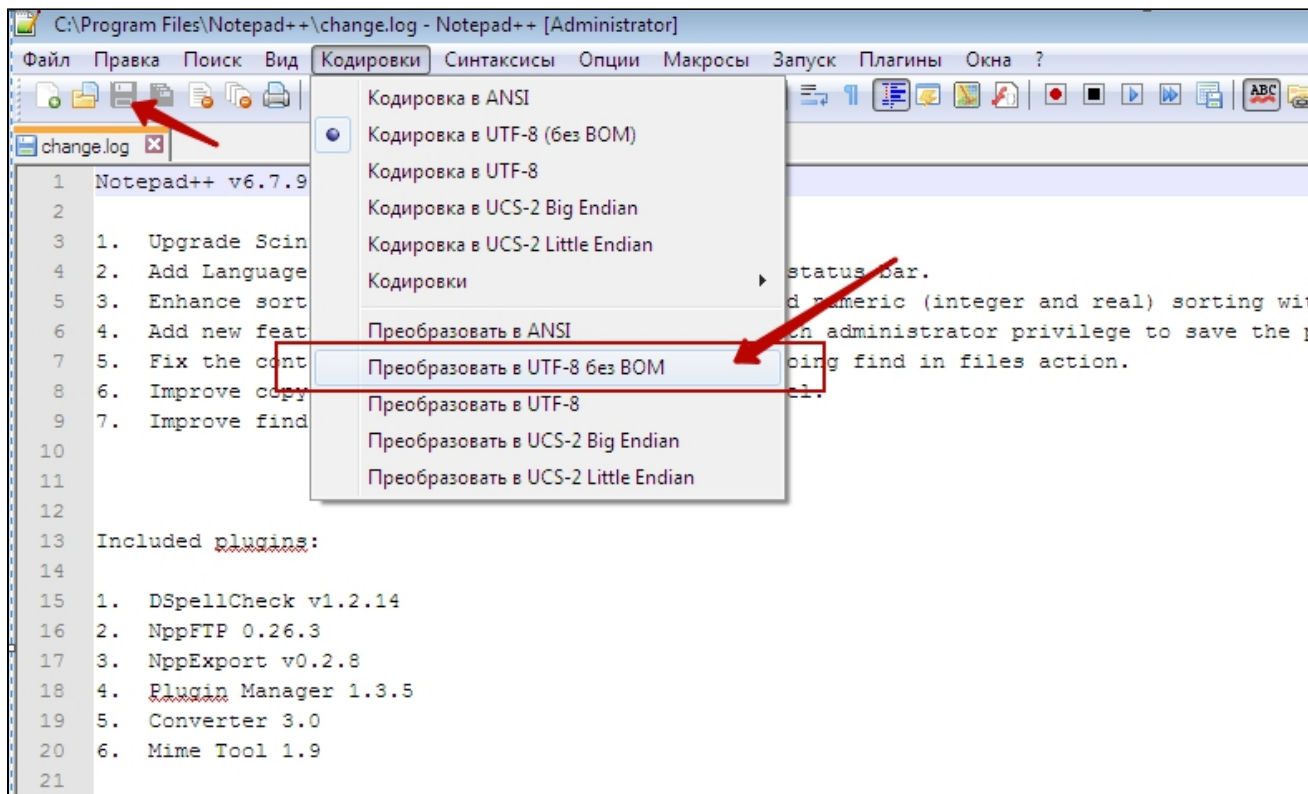 C:\Program Files\Notepad++\change.log - Notepad++ [Administrator]
Файл Правка Поиск Вид Кодировки Синтаксисы Опции Макросы Запуск Плагины Окна ?
ABC
change.log
Кодировка в ANSI
Кодировка в UTF-8 (без BOM)
Кодировка в UTF-8
Кодировка в UCS-2 Big Endian
Кодировка в UCS-2 Little Endian
Кодировки
Преобразовать в ANSI
Преобразовать в UTF-8 без BOM
Преобразовать в UTF-8
Преобразовать в UCS-2 Big Endian
Преобразовать в UCS-2 Little Endian
1 Notepad++ v6.7.9
2
3 1. Upgrade
4 2. Add Language status bar.
5 3. Enhance numeric (integer and real) sorting
6 4. Add new administrator privilege to save the
7 5. Fix the find in files action.
8 6. Improve
9 7. Improve find
10
11
12
13 Included plugins:
14
15 1. DSpellCheck v1.2.14
16 2. NppFTP 0.26.3
17 3. NppExport v0.2.8
18 4. Plugin Manager 1.3.5
19 5. Converter 3.0
20 6. Mime Tool 1.9
21